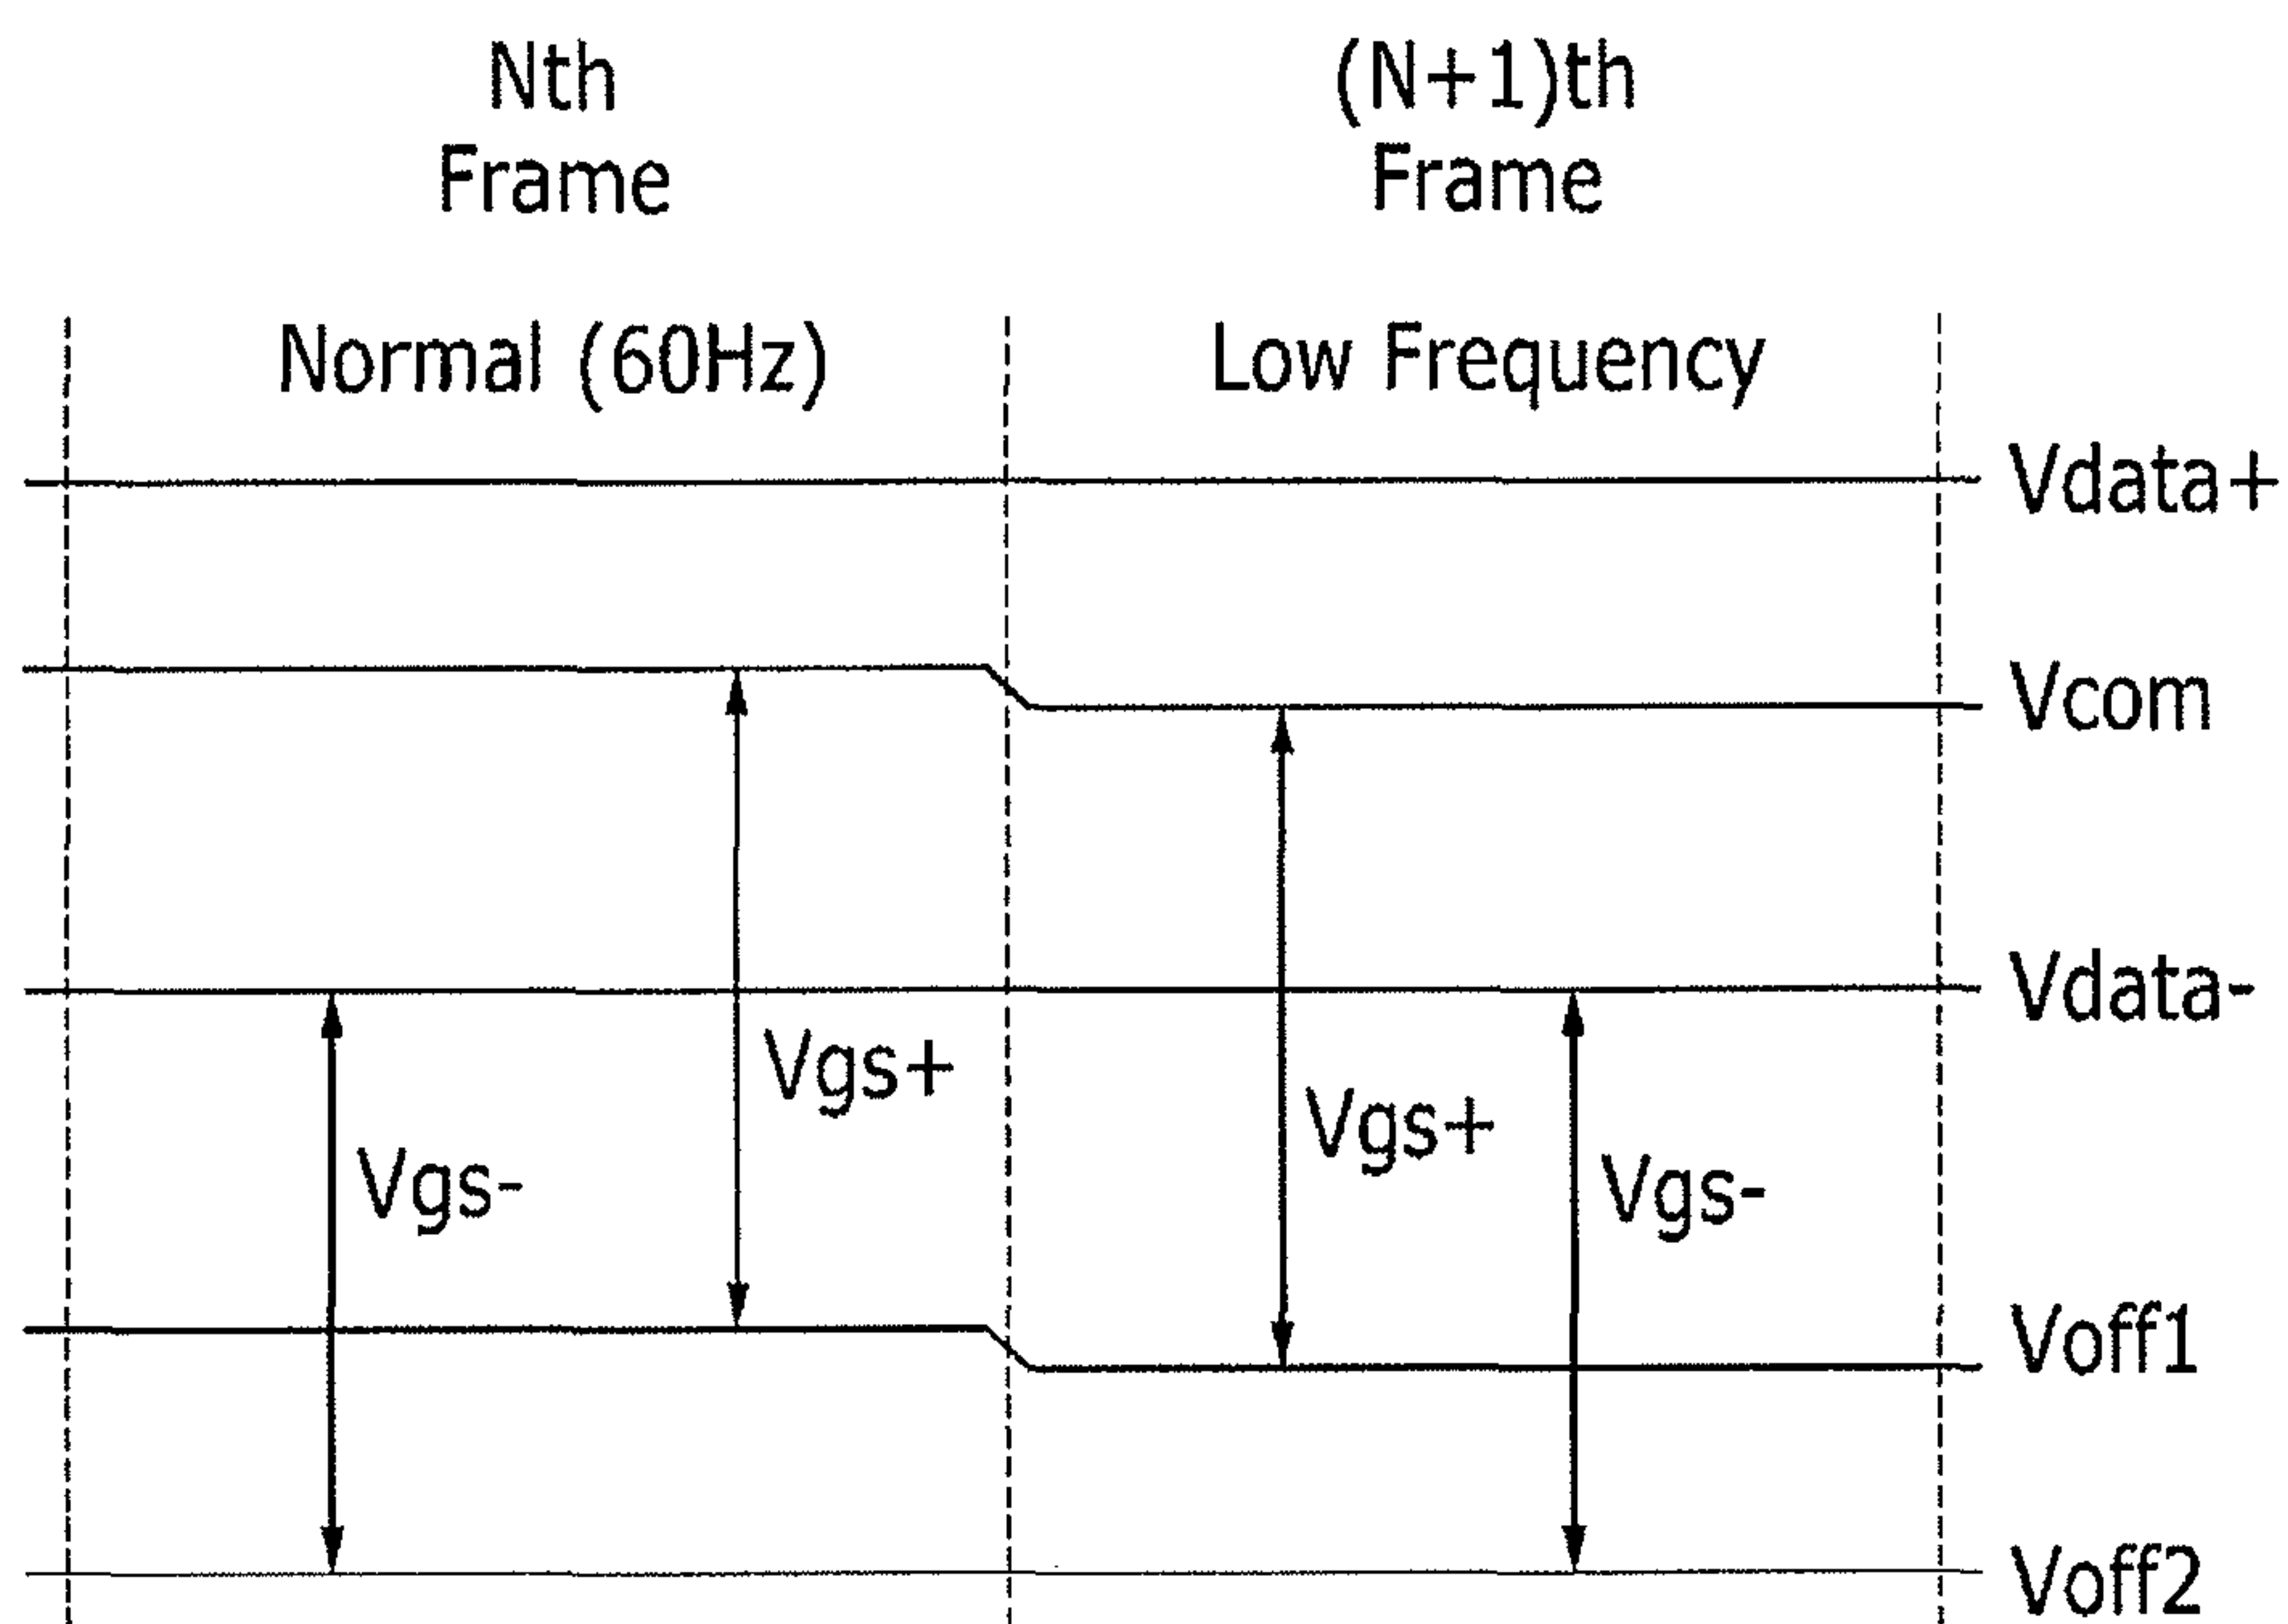 Nth
Frame
(N+1)th
Frame
Normal (60Hz)
Low Frequency
Vdata+
Vcom
Vdata-
Vgs+
Vgs+
Vgs-
Vgs-
Voff1
Voff2